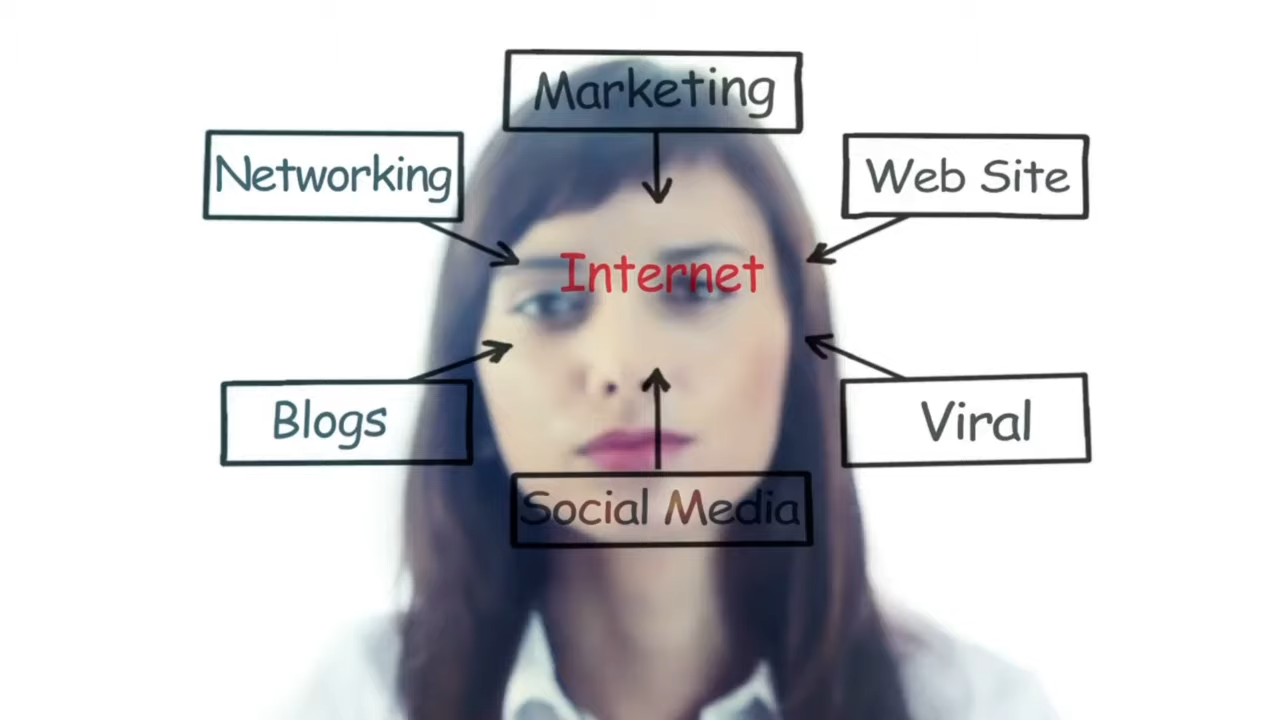 Marketing
Networking
Web Site
Internet
Blogs
Viral
Social Media